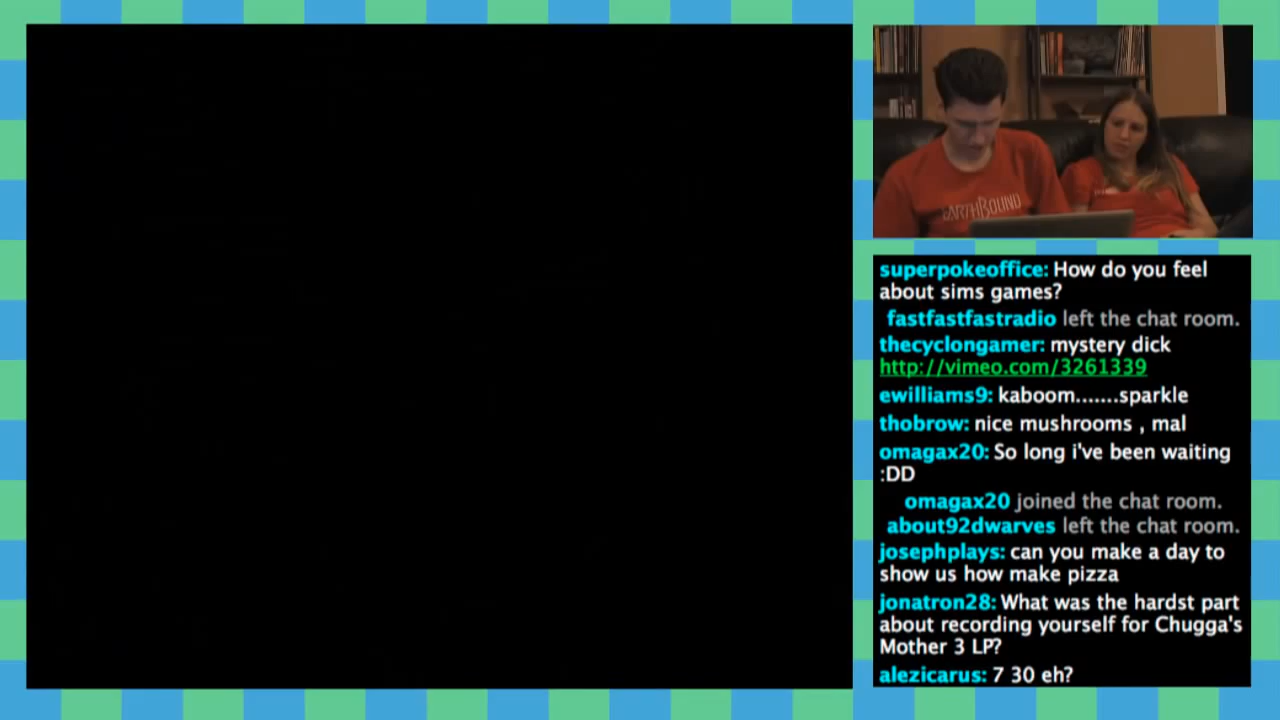 EARTHBOUND
superpokeoffice: How do you feel
about sims games?
fastfastfastradio left the chat room.
thecyclongamer: mystery dick
http://vimeo.com/3261339
ewilliams9: kaboom.......sparkle
thobrow: nice mushrooms , mal
omagax20: So long i've been waiting
:DD
omagax20 joined the chat room.
about92dwarves left the chat room.
josephplays: can you make a day to
show us how make pizza
jonatron28: What was the hardst part
about recording yourself for Chugga's
Mother 3 LP?
alezicarus: 7 30 eh?